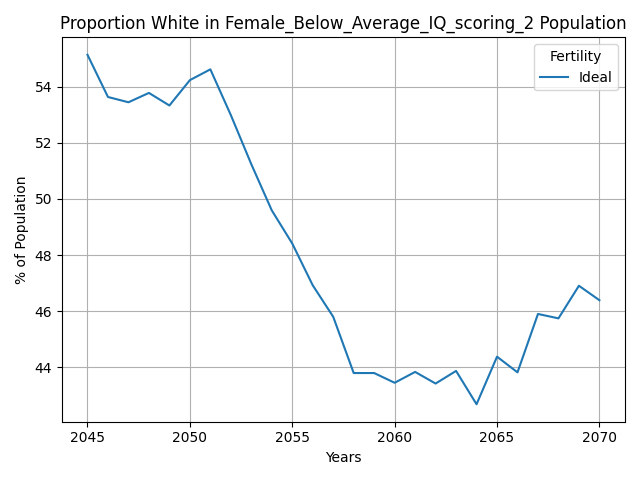 Proportion White in Female_Below_Average_IQ_scoring_2 Population
Fertility
Ideal
% of Population
54
52
50
48
46
44
2045 2050 2055 2060 2065 2070
Years